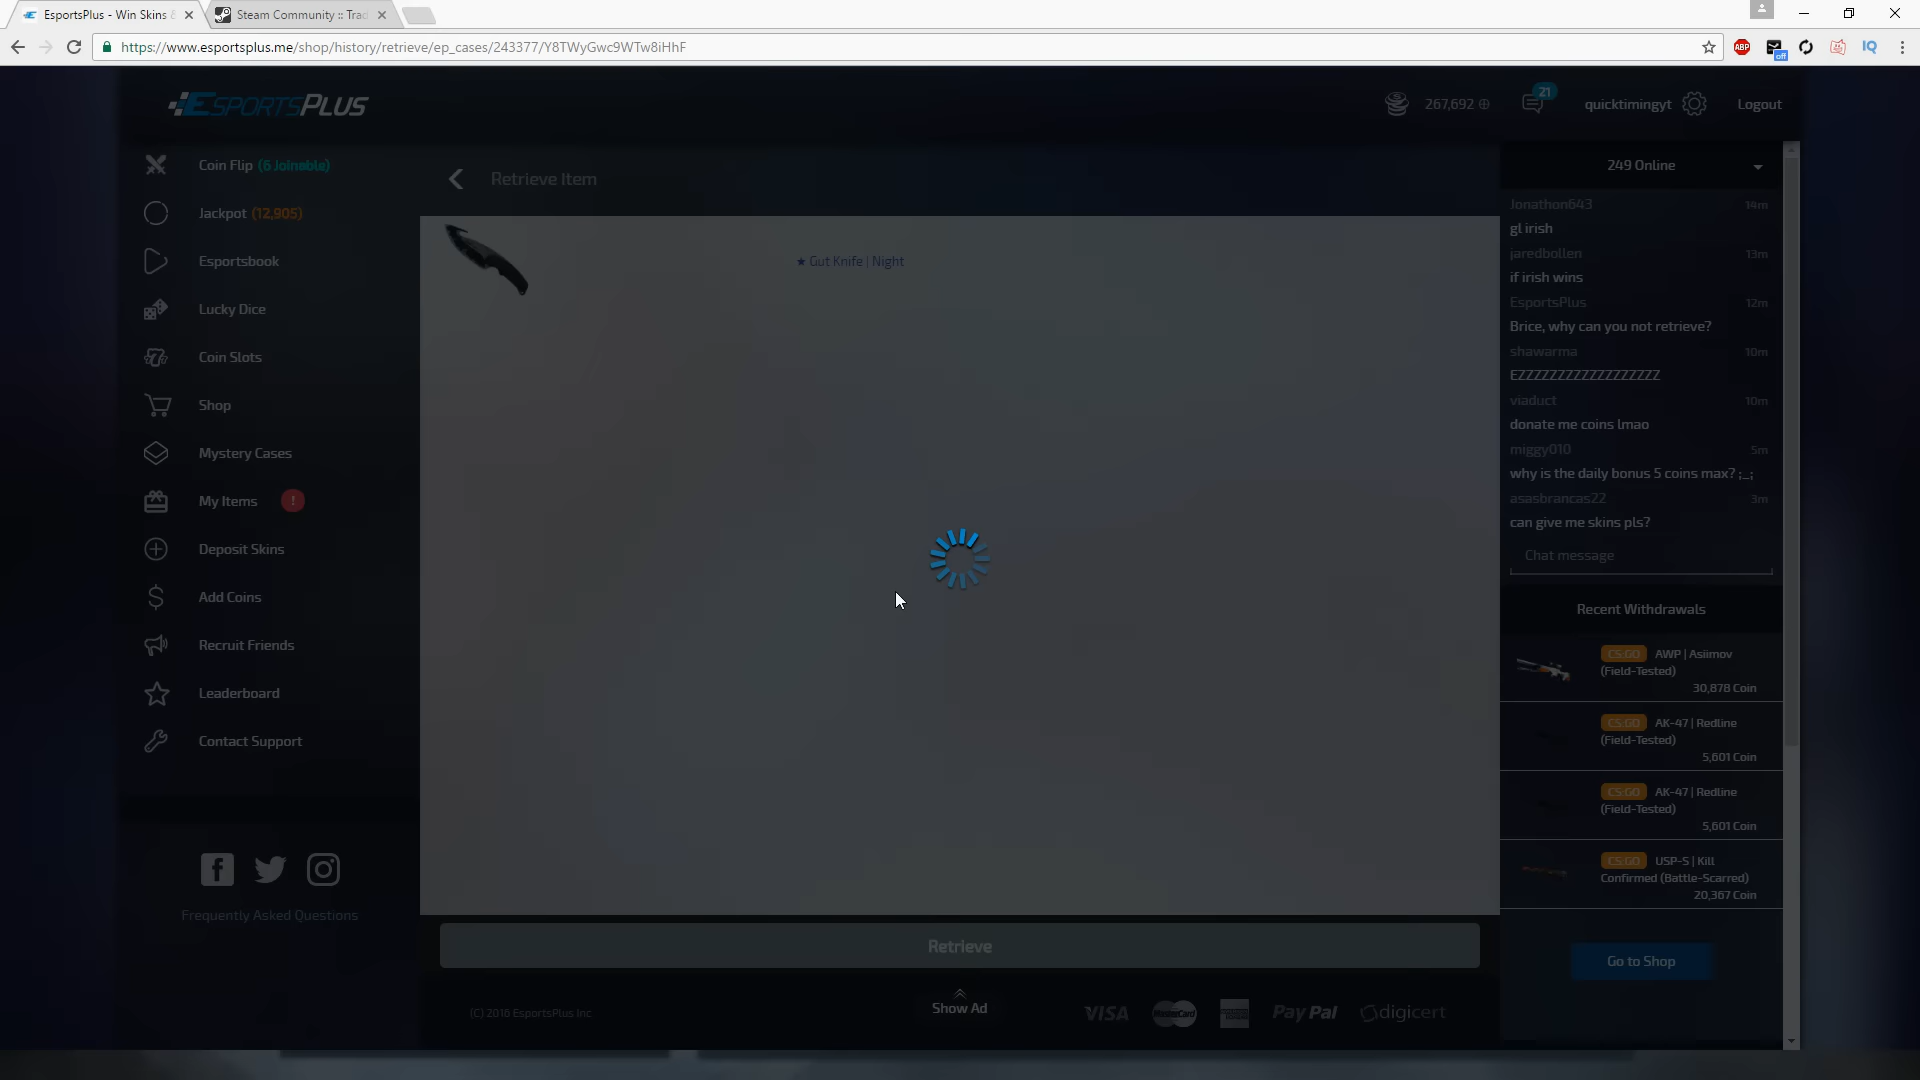 EsportsPlus - Win Skins &
Steam Community :: Trad
https://www.esportsplus.me/shop/history/retrieve/ep_cases/243377/Y8TWyGwc9WTw8iHhF
ABP
off
IQ
ESPORTSPLUS
267,692
21
quicktimingyt
Logout
Coin Flip (6 Joinable)
Jackpot (12,905)
Esportsbook
Lucky Dice
Coin Slots
Shop
Mystery Cases
My Items !
Deposit Skins
Add Coins
Recruit Friends
Leaderboard
Contact Support
Frequently Asked Questions
Retrieve Item
★ Gut Knife | Night
Retrieve
(C) 2016 EsportsPlus Inc
Show Ad
VISA
MasterCard
PayPal
digicert
249 Online
Jonathon643 14m
gl irish
jaredbollen 13m
if irish wins
EsportsPlus 12m
Brice, why can you not retrieve?
shawarma 10m
EZZZZZZZZZZZZZZZZZZZ
viaduct 10m
donate me coins lmao
miggy010 5m
why is the daily bonus 5 coins max? ;_;
asasbrancas22 3m
can give me skins pls?
Chat message
Recent Withdrawals
CS:GO AWP | Asiimov
(Field-Tested)
30,878 Coin
CS:GO AK-47 | Redline
(Field-Tested)
5,601 Coin
CS:GO AK-47 | Redline
(Field-Tested)
5,601 Coin
CS:GO USP-S | Kill
Confirmed (Battle-Scarred)
20,367 Coin
Go to Shop